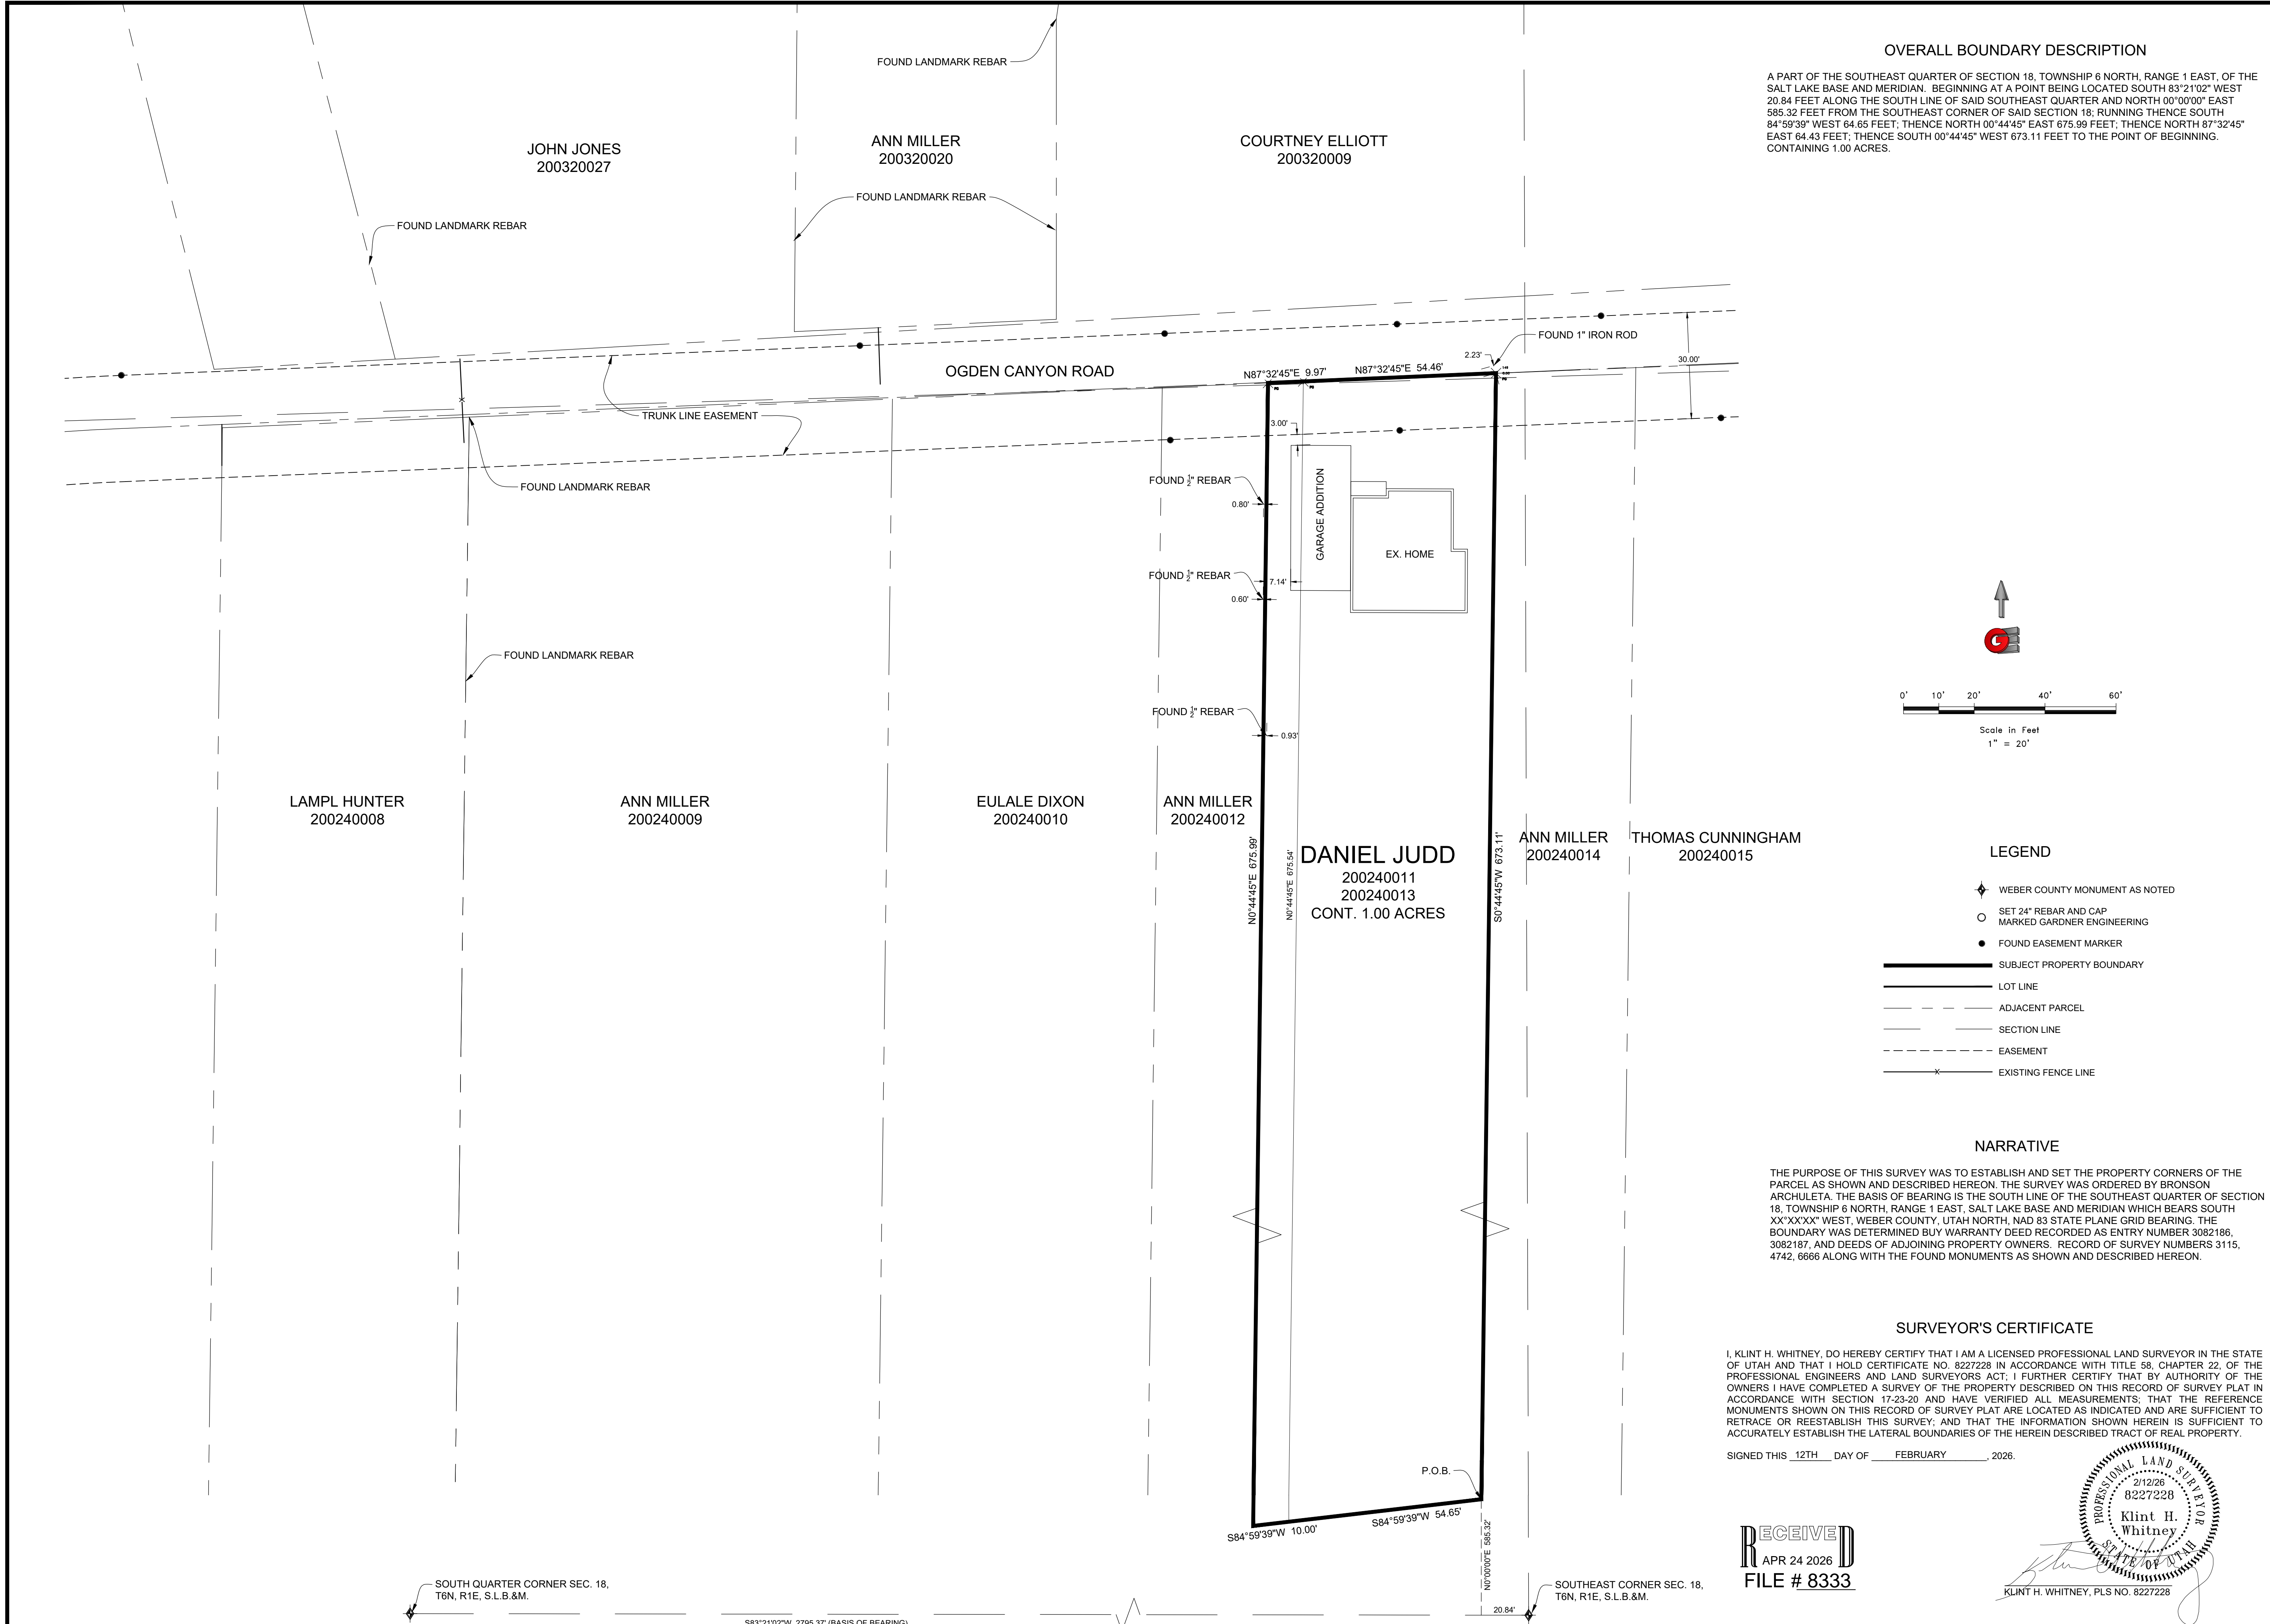 OVERALL BOUNDARY DESCRIPTION
A PART OF THE SOUTHEAST QUARTER OF SECTION 18, TOWNSHIP 6 NORTH, RANGE 1 EAST, OF THE
SALT LAKE BASE AND MERIDIAN. BEGINNING AT A POINT BEING LOCATED SOUTH 83°21'02" WEST
20.84 FEET ALONG THE SOUTH LINE OF SAID SOUTHEAST QUARTER AND NORTH 00°00'00" EAST
585.32 FEET FROM THE SOUTHEAST CORNER OF SAID SECTION 18; RUNNING THENCE SOUTH
84°59'39" WEST 64.65 FEET; THENCE NORTH 00°44'45" EAST 675.99 FEET; THENCE NORTH 87°32'45"
EAST 64.43 FEET; THENCE SOUTH 00°44'45" WEST 673.11 FEET TO THE POINT OF BEGINNING.
CONTAINING 1.00 ACRES.
FOUND LANDMARK REBAR
JOHN JONES
200320027
ANN MILLER
200320020
COURTNEY ELLIOTT
200320009
FOUND LANDMARK REBAR
FOUND LANDMARK REBAR
FOUND 1" IRON ROD
2.23'
30.00'
OGDEN CANYON ROAD
N87°32'45"E 9.97'
N87°32'45"E 54.46'
TRUNK LINE EASEMENT
3.00'
FOUND LANDMARK REBAR
FOUND ½" REBAR
0.80'
GARAGE ADDITION
EX. HOME
FOUND ½" REBAR
7.14'
0.60'
FOUND LANDMARK REBAR
FOUND ½" REBAR
0.93'
GE
0' 10' 20' 40' 60'
Scale in Feet
1" = 20'
LAMPL HUNTER
200240008
ANN MILLER
200240009
EULALE DIXON
200240010
ANN MILLER
200240012
N0°44'45"E 675.99'
N0°44'45"E 675.54'
DANIEL JUDD
200240011
200240013
CONT. 1.00 ACRES
S0°44'45"W 673.11'
ANN MILLER
200240014
THOMAS CUNNINGHAM
200240015
LEGEND
WEBER COUNTY MONUMENT AS NOTED
SET 24" REBAR AND CAP
MARKED GARDNER ENGINEERING
FOUND EASEMENT MARKER
SUBJECT PROPERTY BOUNDARY
LOT LINE
ADJACENT PARCEL
SECTION LINE
EASEMENT
EXISTING FENCE LINE
NARRATIVE
THE PURPOSE OF THIS SURVEY WAS TO ESTABLISH AND SET THE PROPERTY CORNERS OF THE
PARCEL AS SHOWN AND DESCRIBED HEREON. THE SURVEY WAS ORDERED BY BRONSON
ARCHULETA. THE BASIS OF BEARING IS THE SOUTH LINE OF THE SOUTHEAST QUARTER OF SECTION
18, TOWNSHIP 6 NORTH, RANGE 1 EAST, SALT LAKE BASE AND MERIDIAN WHICH BEARS SOUTH
XX°XX'XX" WEST, WEBER COUNTY, UTAH NORTH, NAD 83 STATE PLANE GRID BEARING. THE
BOUNDARY WAS DETERMINED BUY WARRANTY DEED RECORDED AS ENTRY NUMBER 3082186,
3082187, AND DEEDS OF ADJOINING PROPERTY OWNERS. RECORD OF SURVEY NUMBERS 3115,
4742, 6666 ALONG WITH THE FOUND MONUMENTS AS SHOWN AND DESCRIBED HEREON.
SURVEYOR'S CERTIFICATE
I, KLINT H. WHITNEY, DO HEREBY CERTIFY THAT I AM A LICENSED PROFESSIONAL LAND SURVEYOR IN THE STATE
OF UTAH AND THAT I HOLD CERTIFICATE NO. 8227228 IN ACCORDANCE WITH TITLE 58, CHAPTER 22, OF THE
PROFESSIONAL ENGINEERS AND LAND SURVEYORS ACT; I FURTHER CERTIFY THAT BY AUTHORITY OF THE
OWNERS I HAVE COMPLETED A SURVEY OF THE PROPERTY DESCRIBED ON THIS RECORD OF SURVEY PLAT IN
ACCORDANCE WITH SECTION 17-23-20 AND HAVE VERIFIED ALL MEASUREMENTS; THAT THE REFERENCE
MONUMENTS SHOWN ON THIS RECORD OF SURVEY PLAT ARE LOCATED AS INDICATED AND ARE SUFFICIENT TO
RETRACE OR REESTABLISH THIS SURVEY; AND THAT THE INFORMATION SHOWN HEREIN IS SUFFICIENT TO
ACCURATELY ESTABLISH THE LATERAL BOUNDARIES OF THE HEREIN DESCRIBED TRACT OF REAL PROPERTY.
SIGNED THIS 12TH DAY OF FEBRUARY, 2026.
PROFESSIONAL LAND SURVEYOR
2/12/26
8227228
Klint H.
Whitney
STATE OF UTAH
KLINT H. WHITNEY, PLS NO. 8227228
RECEIVED
APR 24 2026
FILE # 8333
P.O.B.
S84°59'39"W 10.00'
S84°59'39"W 54.65'
N0°00'00"E 585.32'
SOUTH QUARTER CORNER SEC. 18,
T6N, R1E, S.L.B.&M.
SOUTHEAST CORNER SEC. 18,
T6N, R1E, S.L.B.&M.
20.84'
S83°21'02"W 2795.37' (BASIS OF BEARING)